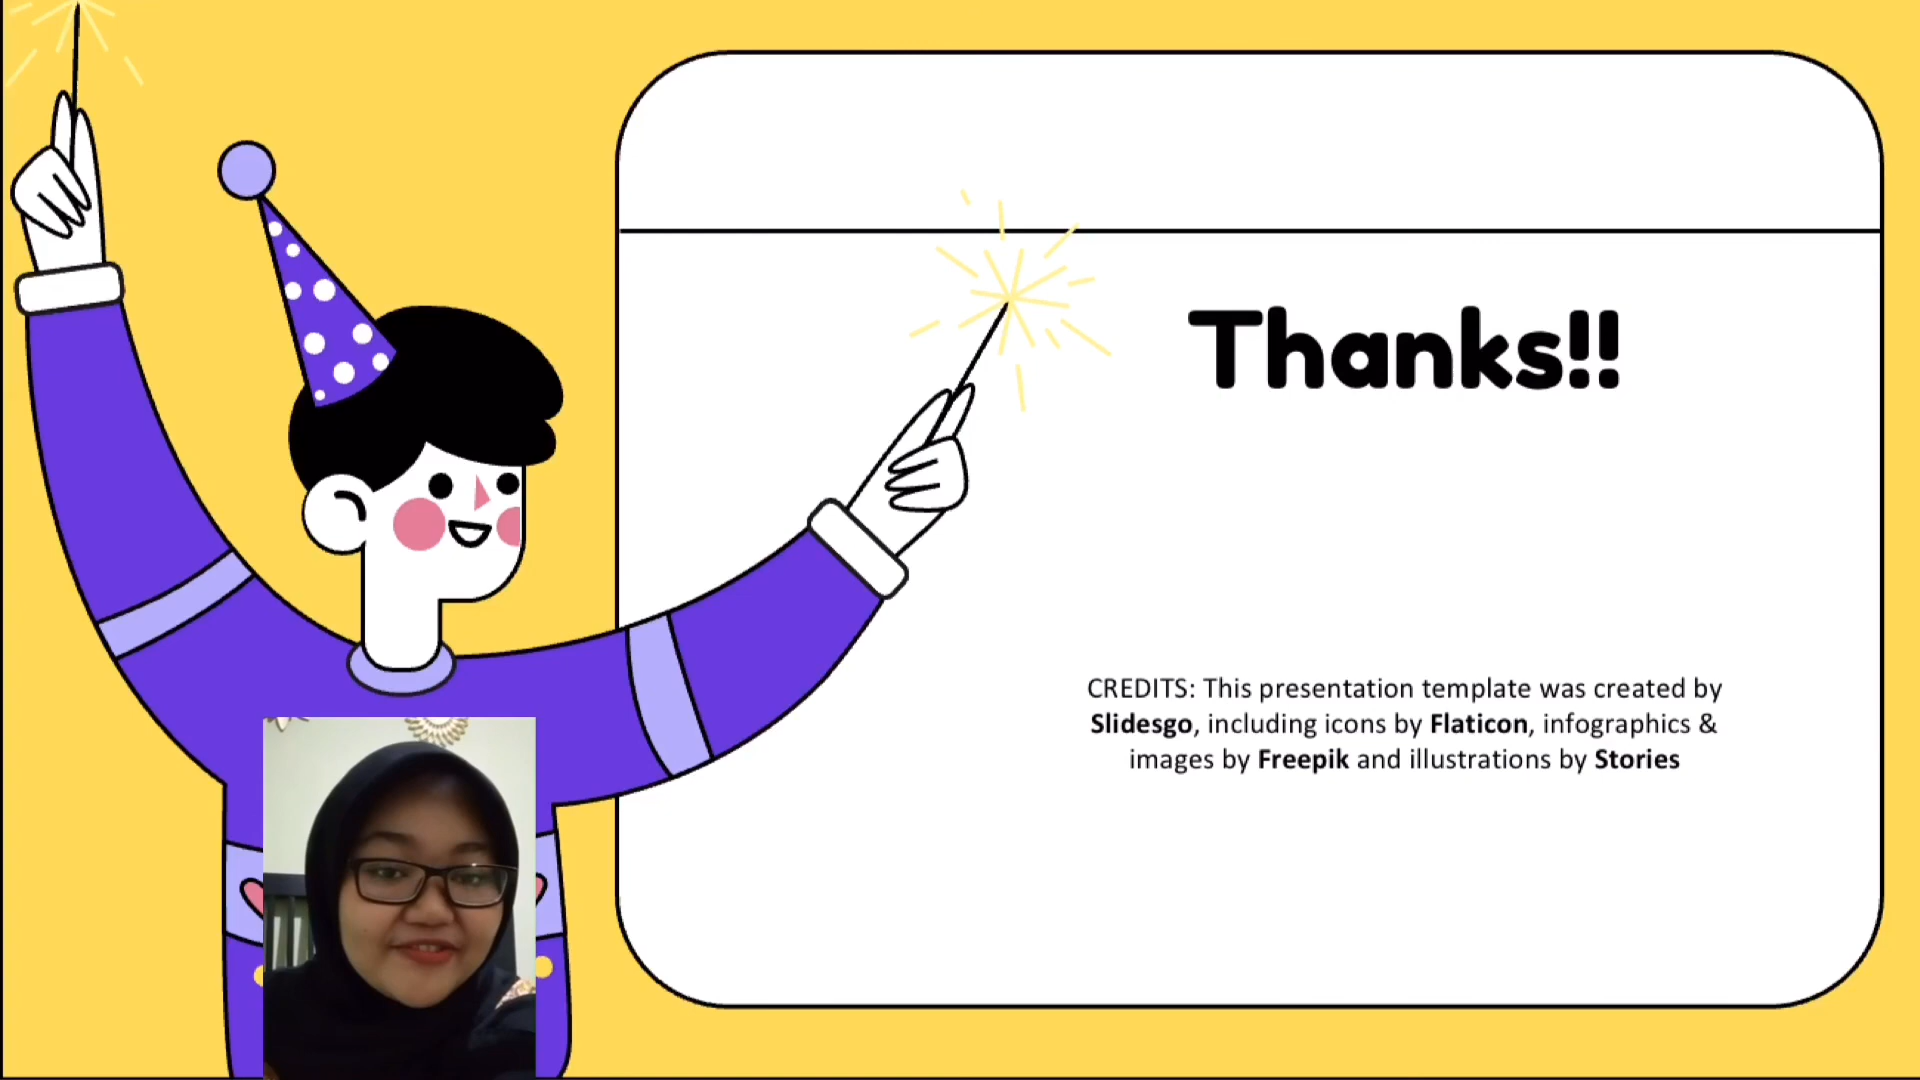 Thanks!!
CREDITS: This presentation template was created by
Slidesgo, including icons by Flaticon, infographics &
images by Freepik and illustrations by Stories